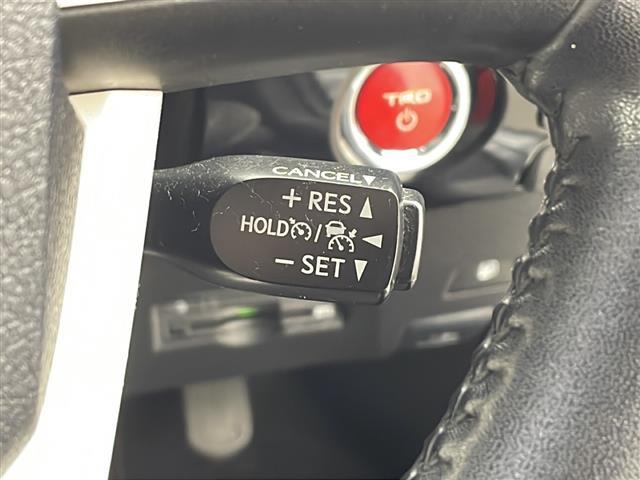 TRD
CANCEL▼
+ RES ▲
HOLD / ◀
− SET ▼